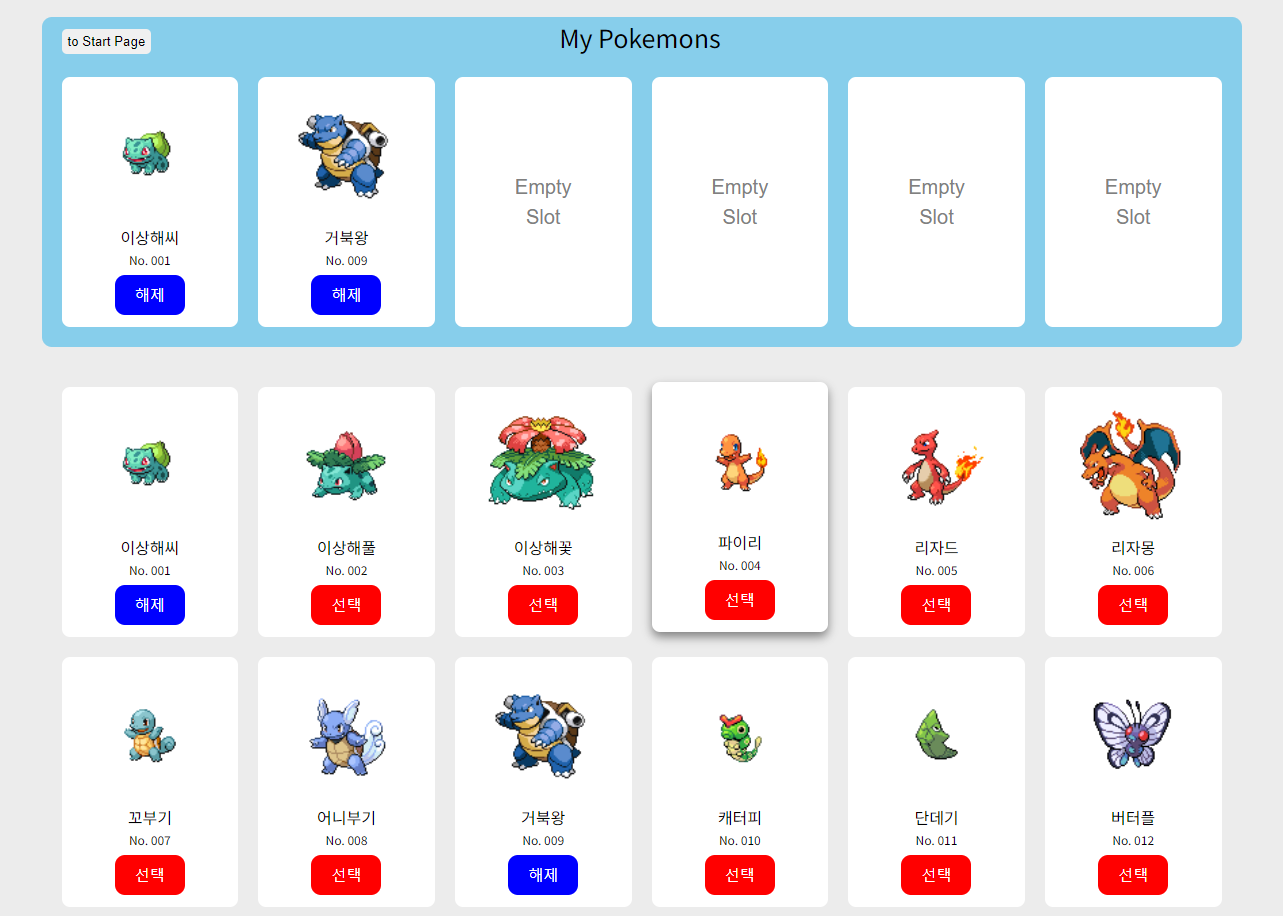 to Start Page
My Pokemons
이상해씨
No. 001
해제
거북왕
No. 009
해제
Empty
Slot
Empty
Slot
Empty
Slot
Empty
Slot
이상해씨
No. 001
해제
이상해풀
No. 002
선택
이상해꽃
No. 003
선택
파이리
No. 004
선택
리자드
No. 005
선택
리자몽
No. 006
선택
꼬부기
No. 007
선택
어니부기
No. 008
선택
거북왕
No. 009
해제
캐터피
No. 010
선택
단데기
No. 011
선택
버터플
No. 012
선택